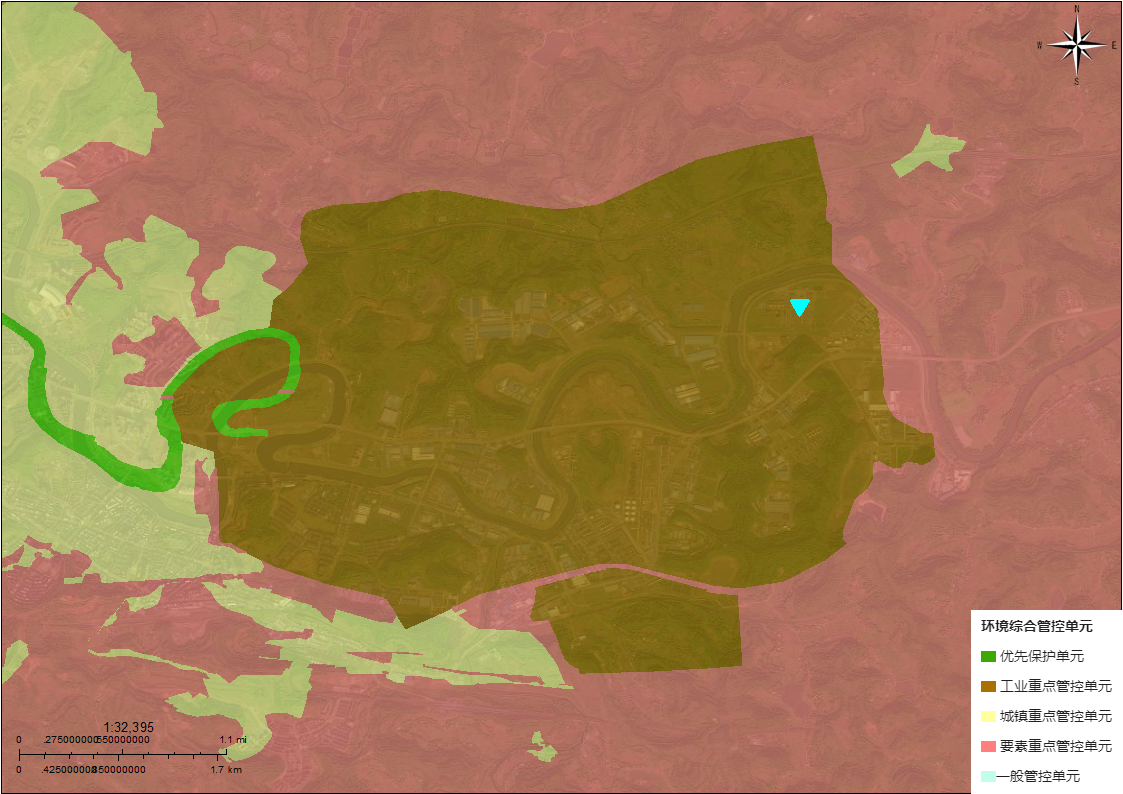 N
W E
S
环境综合管控单元
优先保护单元
工业重点管控单元
城镇重点管控单元
要素重点管控单元
一般管控单元
1:32,395
0 .275000000 550000000 1.1 mi
0 .425000000 850000000 1.7 km